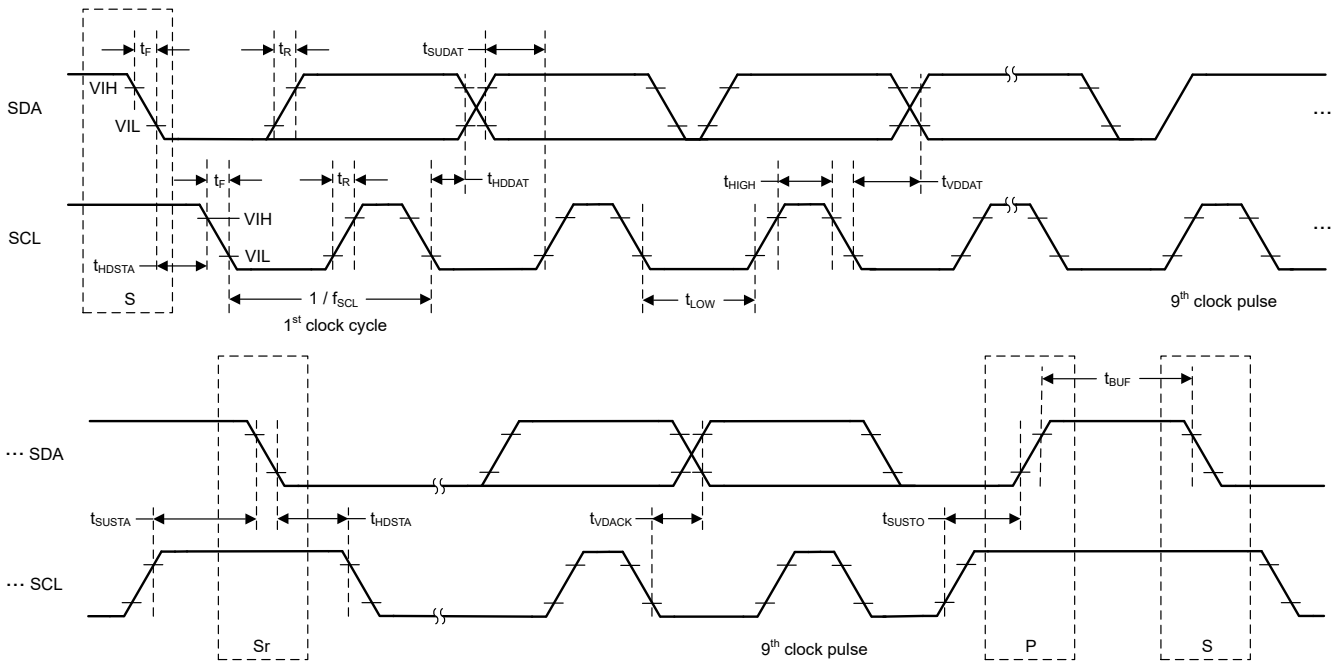 tF
tR
tSUDAT
VIH
SDA
VIL
...
tF
tR
tHDDAT
tHIGH
tVDDAT
VIH
SCL
VIL
...
tHDSTA
S
1 / fSCL
1st clock cycle
tLOW
9th clock pulse
tBUF
... SDA
tSUSTA
tHDSTA
tVDACK
tSUSTO
... SCL
Sr
9th clock pulse
P
S